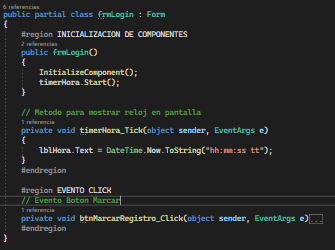 6 referencias
public partial class frmLogin : Form
{
#region INICIALIZACION DE COMPONENTES
2 referencias
public frmLogin()
{
InitializeComponent();
timerHora.Start();
}
// Metodo para mostrar reloj en pantalla
1 referencia
private void timerHora_Tick(object sender, EventArgs e)
{
lblHora.Text = DateTime.Now.ToString("hh:mm:ss tt");
}
#endregion
#region EVENTO CLICK
// Evento Boton Marcar
1 referencia
private void btnMarcarRegistro_Click(object sender, EventArgs e)...
#endregion
}